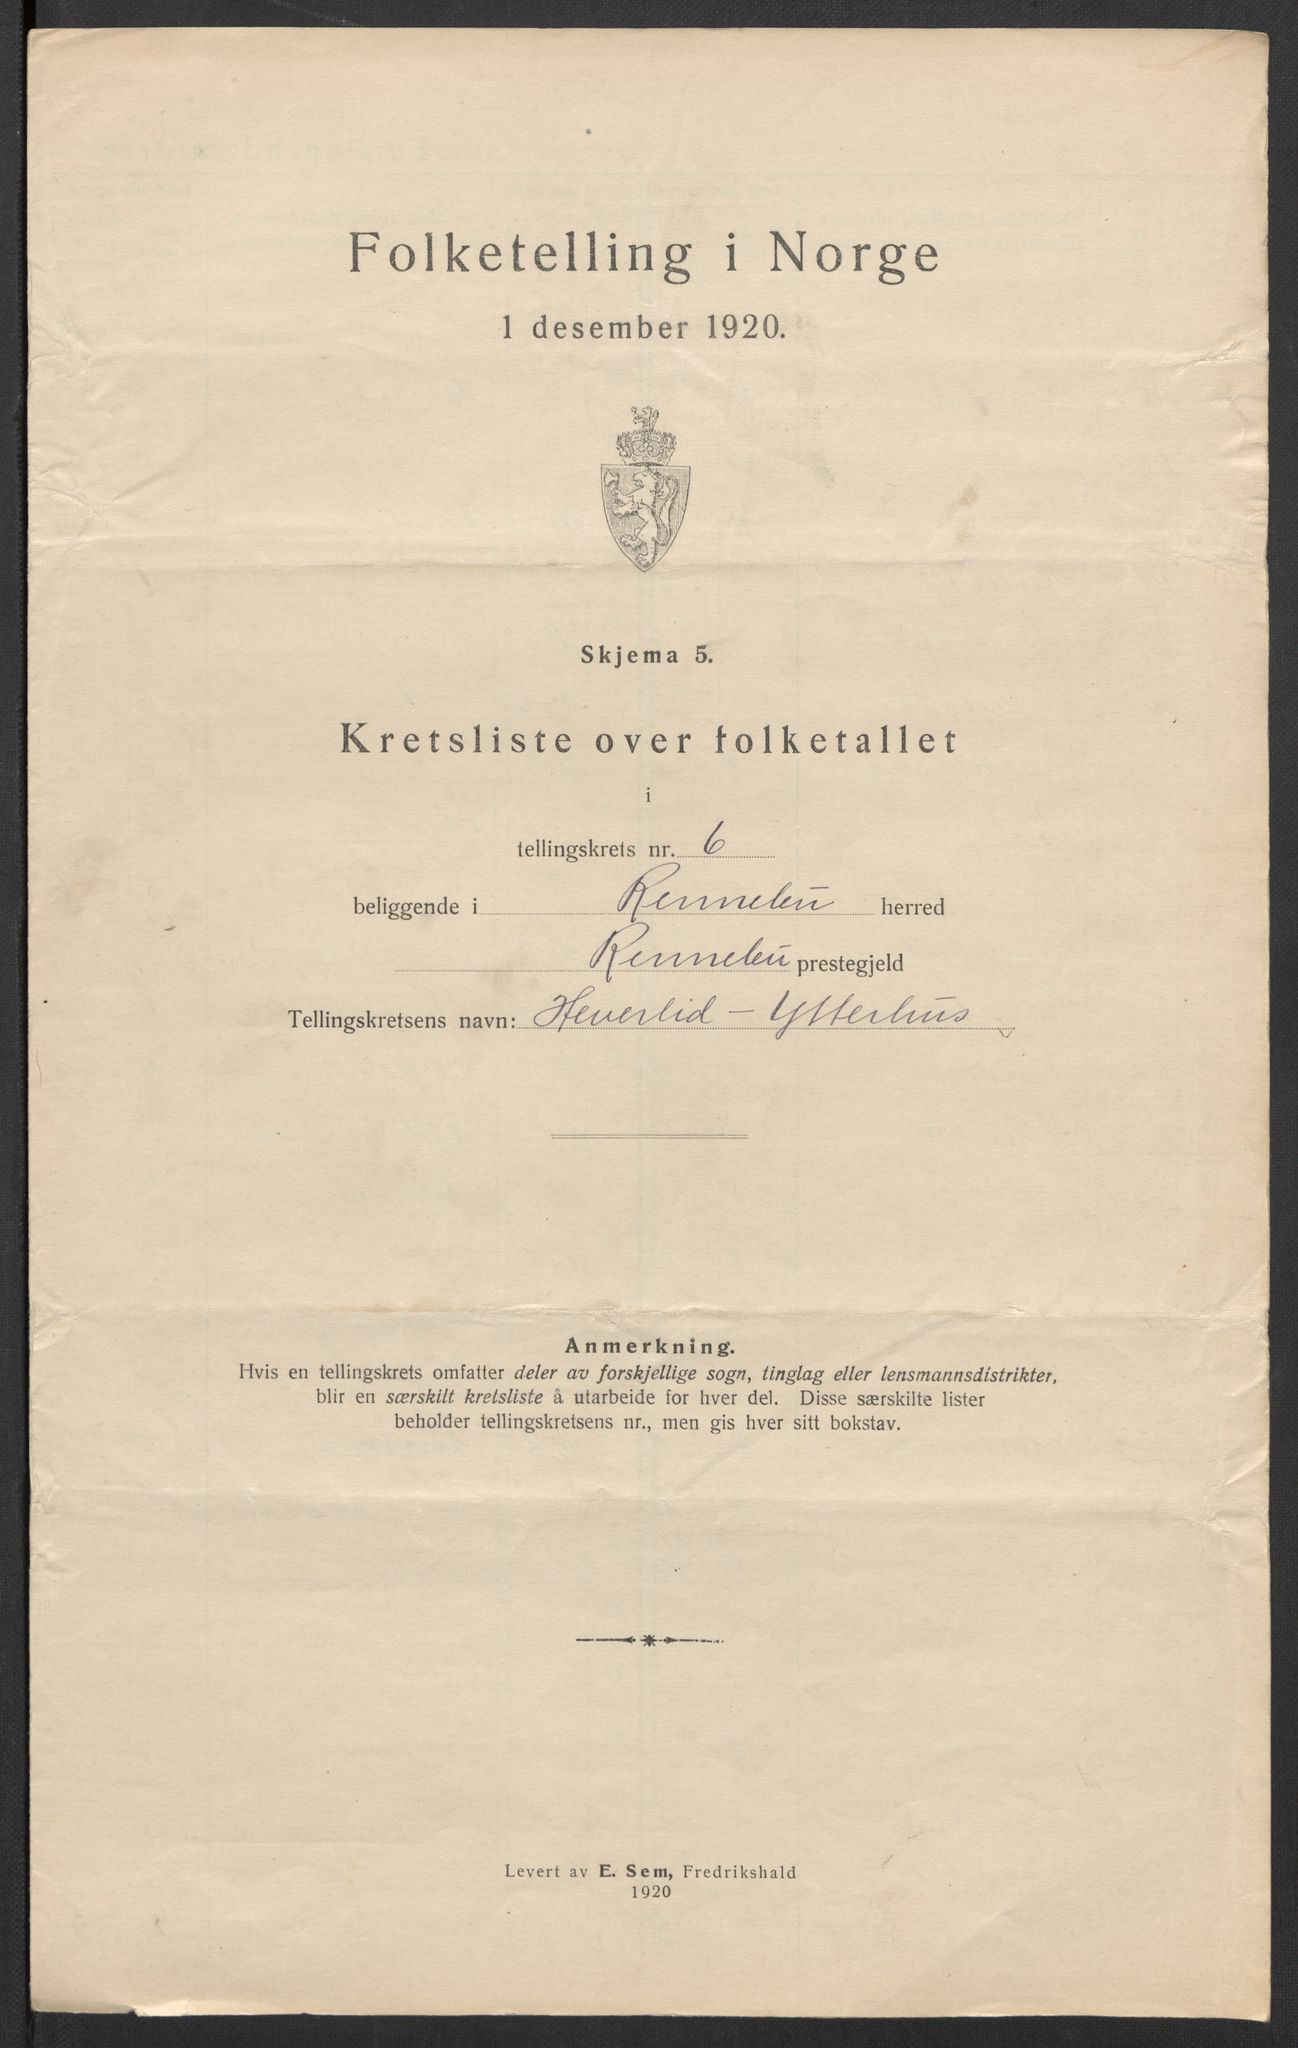 Folketelling i Norge
1 desember 1920.
Skjema 5.
Kretsliste over folketallet
i
tellingskrets nr. 6
beliggende i Rennebu herred
Rennebu prestegjeld
Tellingskretsens navn: Heverlid - Ytterhus
Anmerkning.
Hvis en tellingskrets omfatter deler av forskjellige sogn, tinglag eller lensmannsdistrikter,
blir en særskilt kretsliste å utarbeide for hver del. Disse særskilte lister
beholder tellingskretsens nr., men gis hver sitt bokstav.
Levert av E. Sem, Fredrikshald
1920